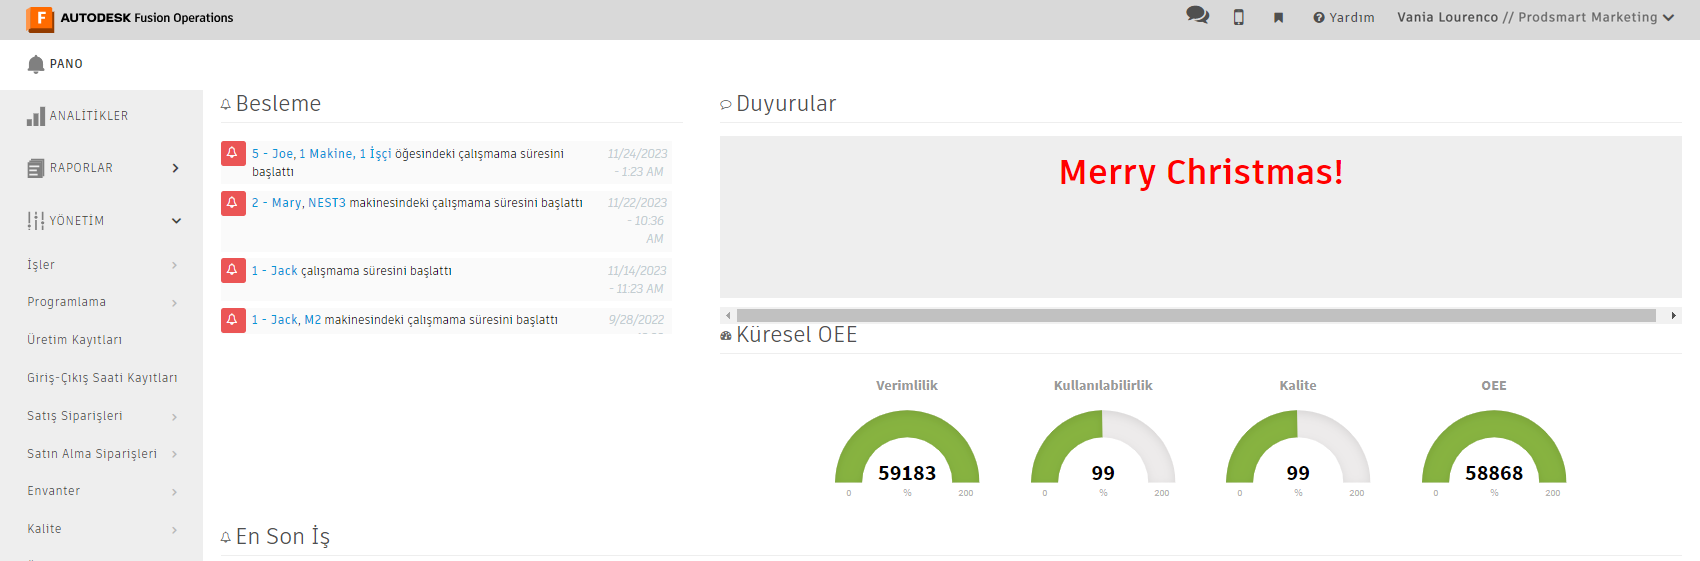 AUTODESK Fusion Operations
Yardım
Vania Lourenco // Prodsmart Marketing
PANO
ANALİTİKLER
RAPORLAR
YÖNETİM
İşler
Programlama
Üretim Kayıtları
Giriş-Çıkış Saati Kayıtları
Satış Siparişleri
Satın Alma Siparişleri
Envanter
Kalite
Besleme
5 - Joe, 1 Makine, 1 İşçi öğesindeki çalışmama süresini
başlattı
11/24/2023
- 1:23 AM
2 - Mary, NEST3 makinesindeki çalışmama süresini başlattı
11/22/2023
- 10:36
AM
1 - Jack çalışmama süresini başlattı
11/14/2023
- 11:23 AM
1 - Jack, M2 makinesindeki çalışmama süresini başlattı
9/28/2022
Duyurular
Merry Christmas!
Küresel OEE
Verimlilik
59183
0 % 200
Kullanılabilirlik
99
0 % 200
Kalite
99
0 % 200
OEE
58868
0 % 200
En Son İş